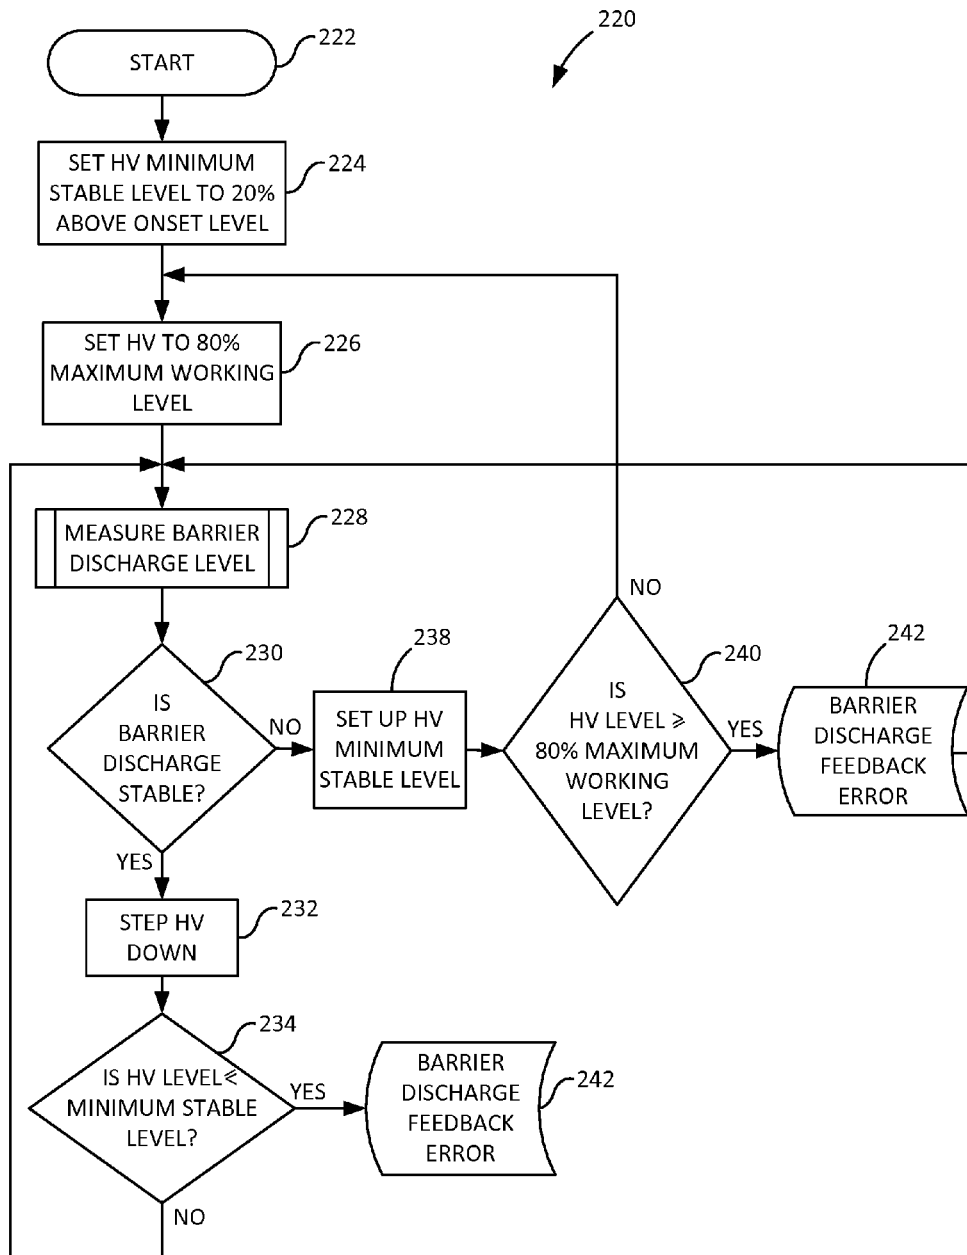 220
START
222
SET HV MINIMUM
STABLE LEVEL TO 20%
ABOVE ONSET LEVEL
224
SET HV TO 80%
MAXIMUM WORKING
LEVEL
226
MEASURE BARRIER
DISCHARGE LEVEL
228
IS
BARRIER
DISCHARGE
STABLE?
230
NO
YES
SET UP HV
MINIMUM
STABLE LEVEL
238
IS
HV LEVEL ⩾
80% MAXIMUM
WORKING
LEVEL?
240
NO
YES
BARRIER
DISCHARGE
FEEDBACK
ERROR
242
STEP HV
DOWN
232
IS HV LEVEL⩽
MINIMUM STABLE
LEVEL?
234
YES
NO
BARRIER
DISCHARGE
FEEDBACK
ERROR
242